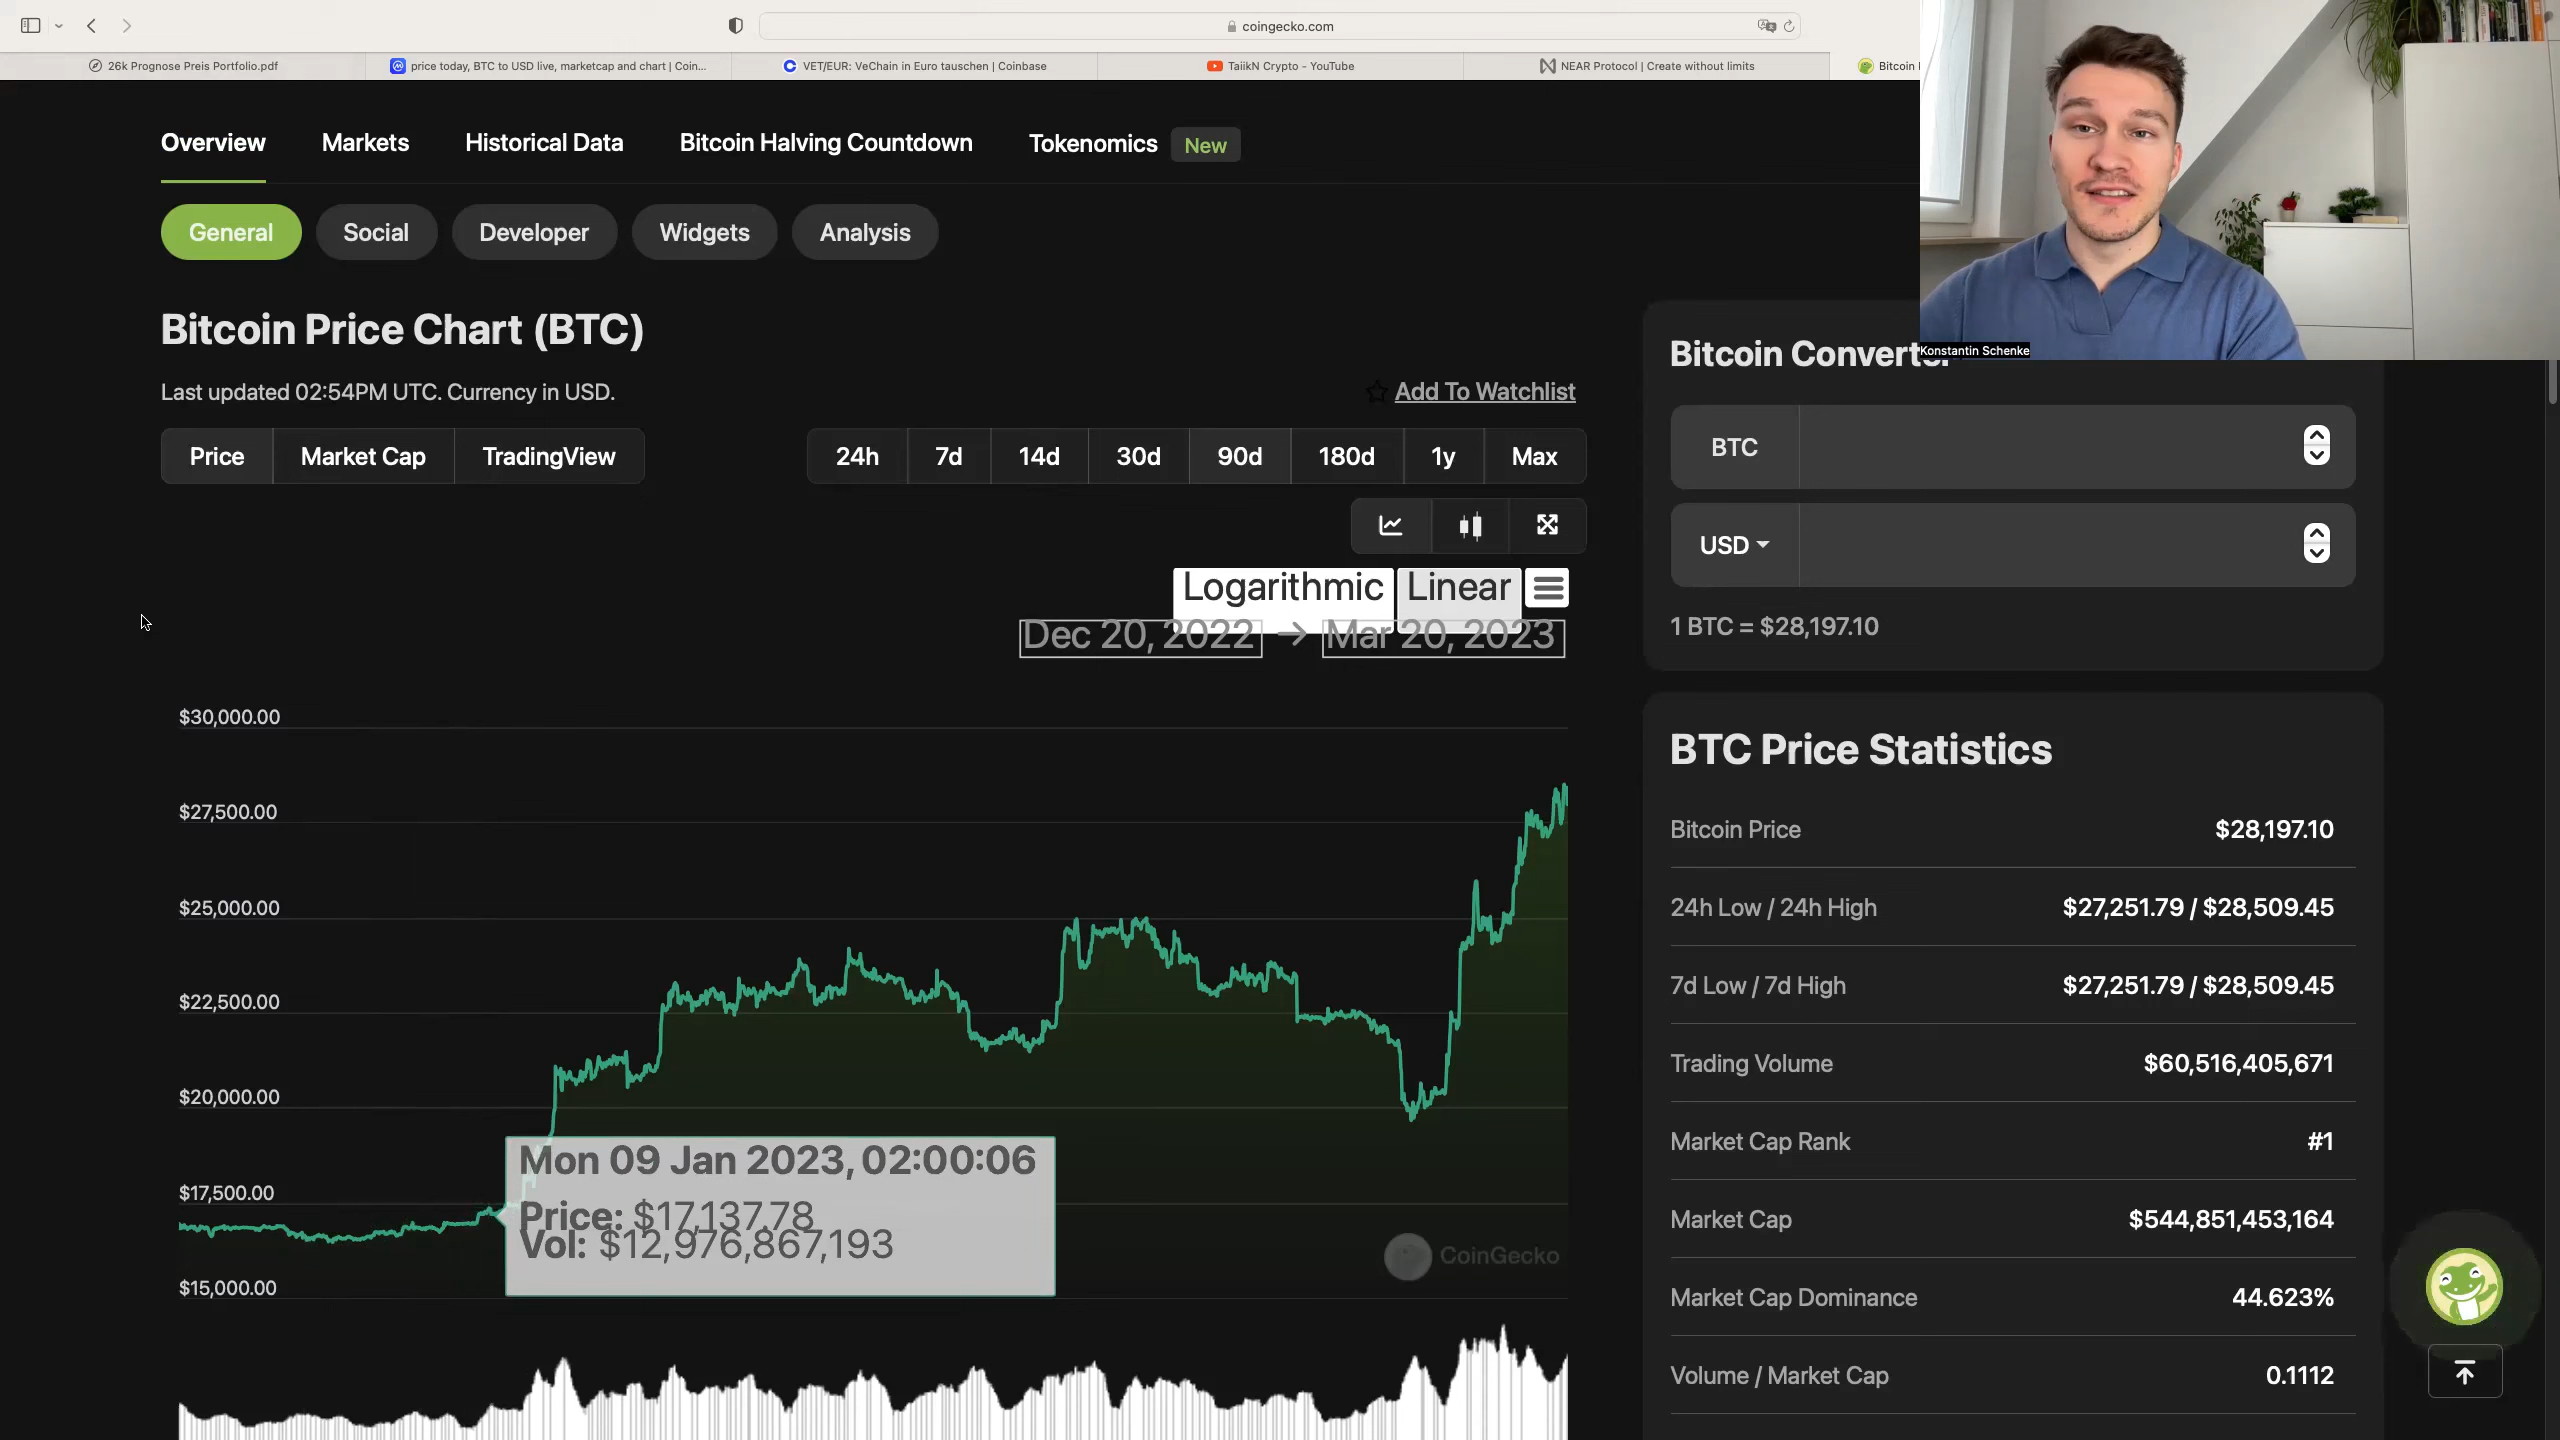 coingecko.com
26k Prognose Preis Portfolio.pdf
price today, BTC to USD live, marketcap and chart | Coin...
VET/EUR: VeChain in Euro tauschen | Coinbase
TaiikN Crypto - YouTube
NEAR Protocol | Create without limits
Bitcoin
Overview Markets Historical Data Bitcoin Halving Countdown Tokenomics New
General Social Developer Widgets Analysis
Konstantin Schenke
Bitcoin Price Chart (BTC)
Last updated 02:54PM UTC. Currency in USD.
Add To Watchlist
Price Market Cap TradingView
24h 7d 14d 30d 90d 180d 1y Max
Logarithmic Linear
Dec 20, 2022 → Mar 20, 2023
$30,000.00
$27,500.00
$25,000.00
$22,500.00
$20,000.00
$17,500.00
$15,000.00
Mon 09 Jan 2023, 02:00:06
Price: $17,137.78
Vol: $12,976,867,193
CoinGecko
Bitcoin Converter
BTC
USD
1 BTC = $28,197.10
BTC Price Statistics
Bitcoin Price $28,197.10
24h Low / 24h High $27,251.79 / $28,509.45
7d Low / 7d High $27,251.79 / $28,509.45
Trading Volume $60,516,405,671
Market Cap Rank #1
Market Cap $544,851,453,164
Market Cap Dominance 44.623%
Volume / Market Cap 0.1112